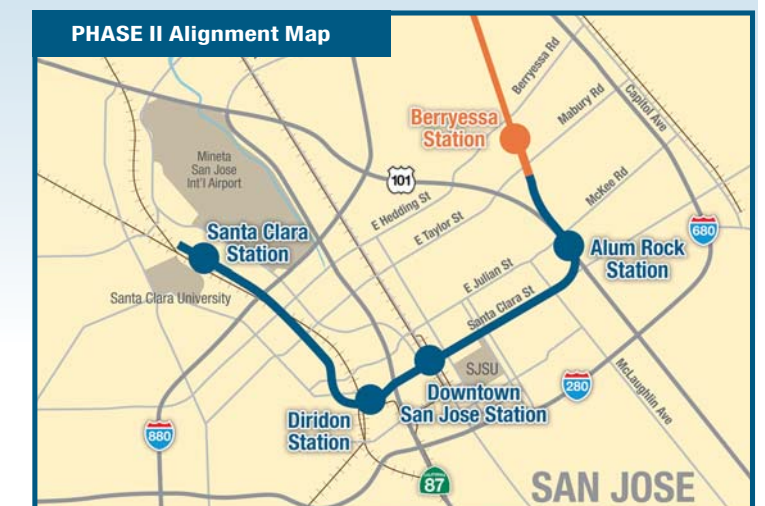 PHASE II Alignment Map
Berryessa Rd
Mabury Rd
Capitol Ave
Berryessa
Station
Mineta
San Jose
Int'l Airport
101
McKee Rd
E Hedding St
E Taylor St
680
Santa Clara
Station
Alum Rock
Station
E Julian St
Santa Clara St
Santa Clara University
SJSU
McLaughlin Ave
280
Downtown
San Jose Station
Diridon
Station
880
CALIFORNIA
87
SAN JOSE